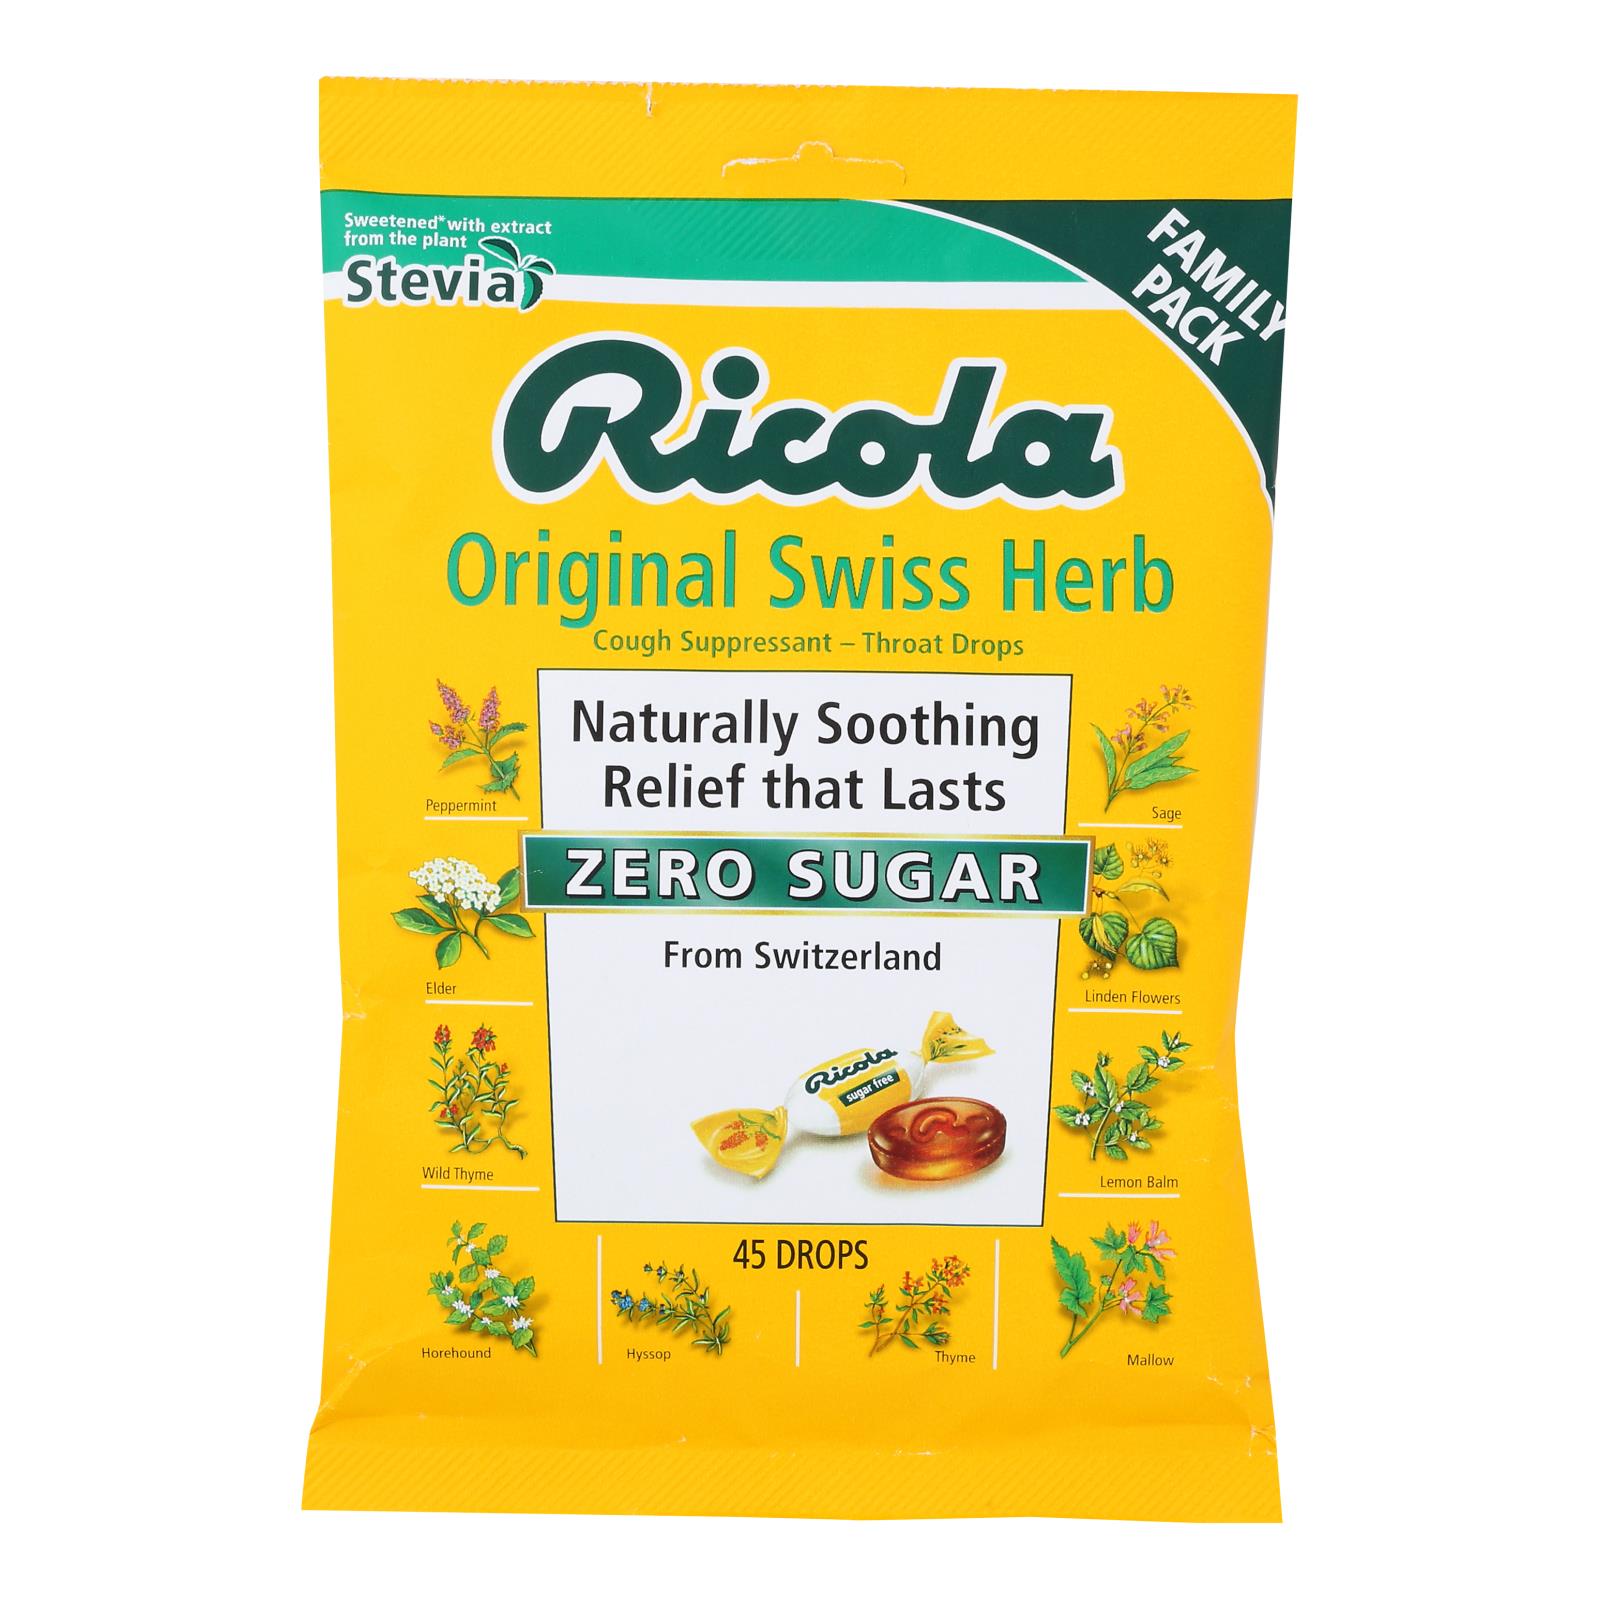 Sweetened* with extract
from the plant
Stevia
FAMILY
PACK
Ricola
Original Swiss Herb
Cough Suppressant – Throat Drops
Naturally Soothing
Relief that Lasts
ZERO SUGAR
From Switzerland
Ricola
sugar free
Peppermint
Sage
Elder
Linden Flowers
Wild Thyme
Lemon Balm
45 DROPS
Horehound
Hyssop
Thyme
Mallow